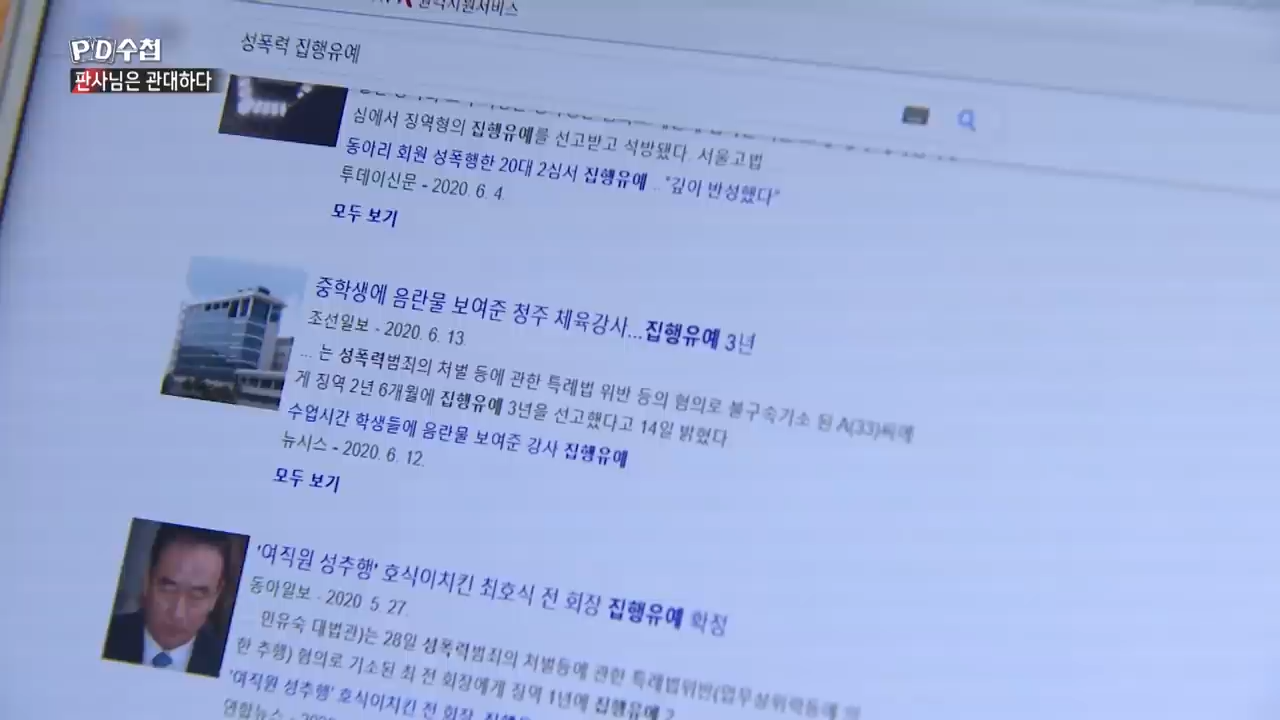 원격지원서비스
PD수첩
판사님은 관대하다
성폭력 집행유예
심에서 징역형의 집행유예를 선고받고 석방됐다. 서울고법
동아리 회원 성폭행한 20대 2심서 집행유예 .. "깊이 반성했다"
투데이신문 - 2020. 6. 4.
모두 보기
중학생에 음란물 보여준 청주 체육강사...집행유예 3년
조선일보 - 2020. 6. 13.
... 는 성폭력범죄의 처벌 등에 관한 특례법 위반 등의 혐의로 불구속기소 된 A(33)씨에
게 징역 2년 6개월에 집행유예 3년을 선고했다고 14일 밝혔다
수업시간 학생들에 음란물 보여준 강사 집행유예
뉴시스 - 2020. 6. 12.
모두 보기
'여직원 성추행' 호식이치킨 최호식 전 회장 집행유예 확정
동아일보 - 2020. 5. 27.
민유숙 대법관)는 28일 성폭력범죄의 처벌등에 관한 특례법위반(업무상위력등에 의
한 추행) 혐의로 기소된 최 전 회장에게 징역 1년에 집행유예 2
'여직원 성추행' 호식이치킨 전 회장, 집행
연합뉴스 - 2020